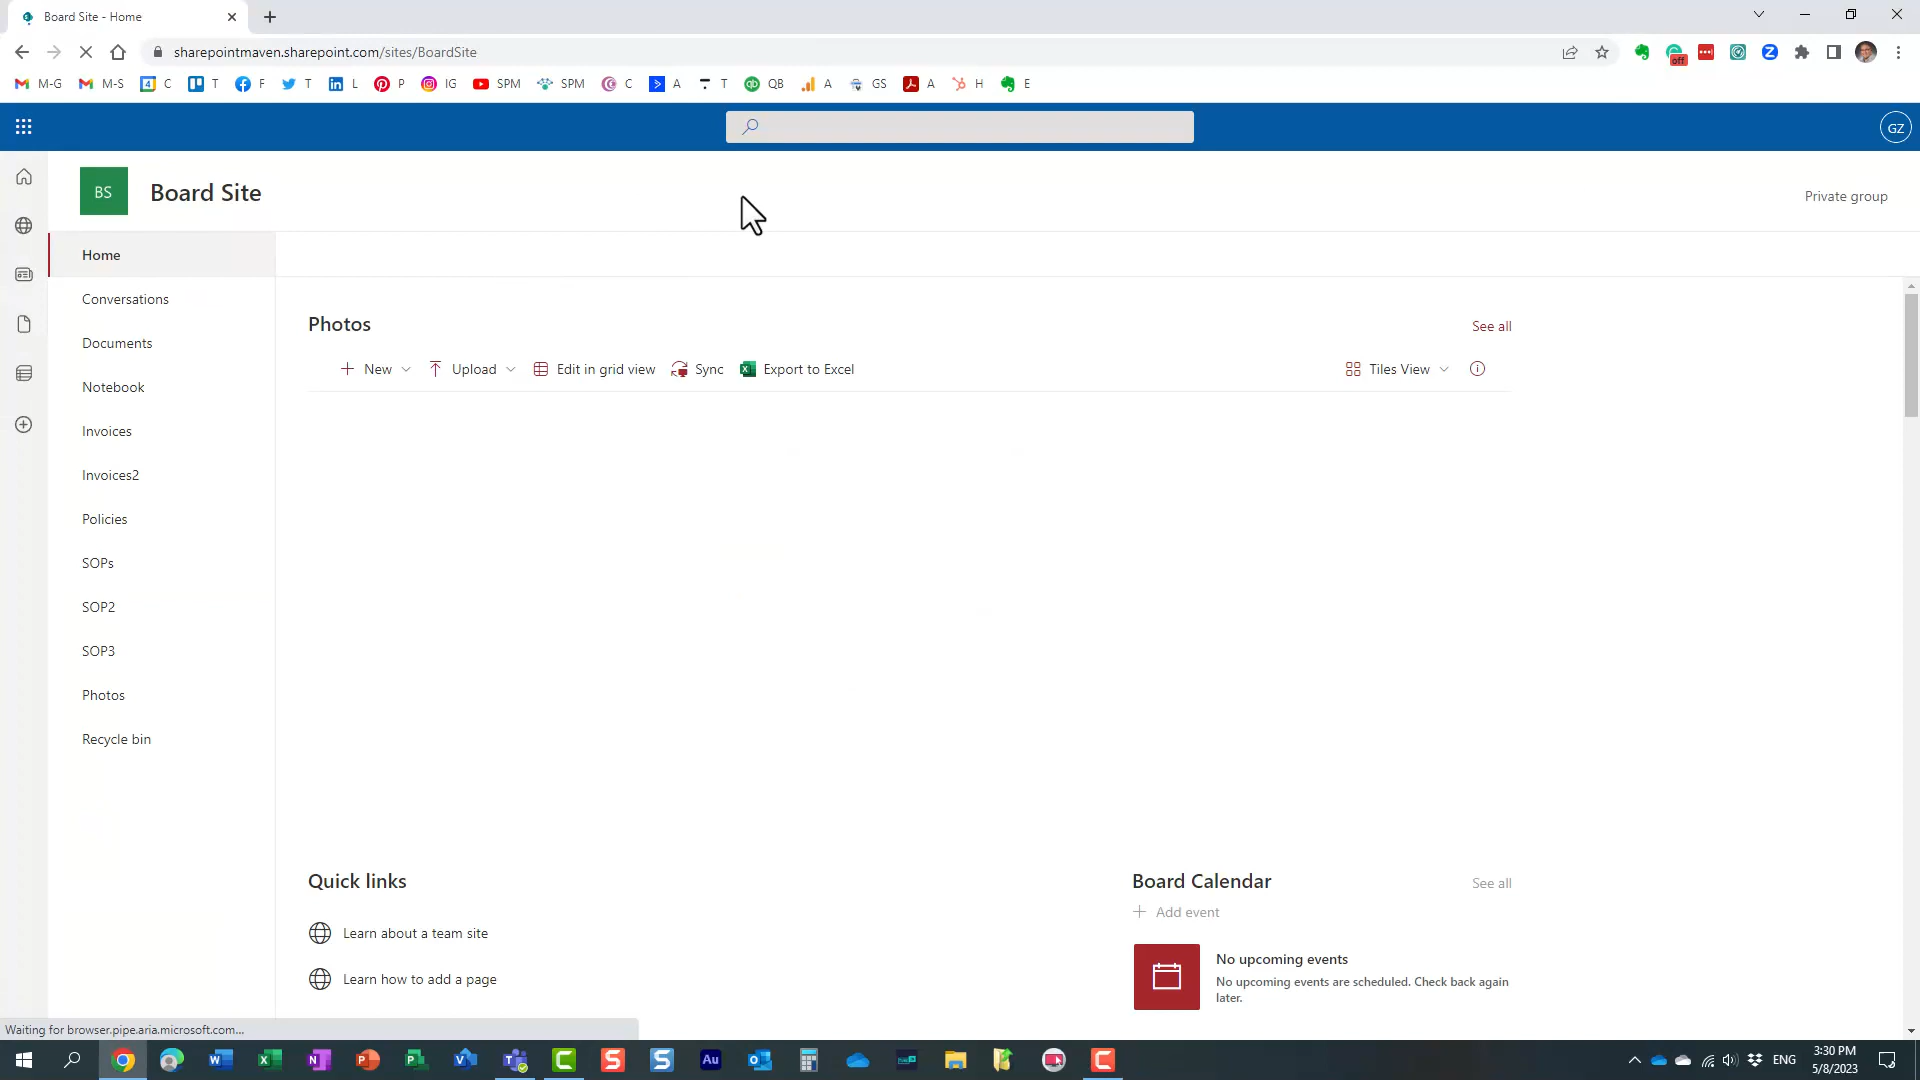 Board Site - Home
sharepointmaven.sharepoint.com/sites/BoardSite
off
M-G M-S C T F T L P IG SPM SPM C A T QB A GS A H E
GZ
BS Board Site
Private group
Home
Conversations
Documents
Notebook
Invoices
Invoices2
Policies
SOPs
SOP2
SOP3
Photos
Recycle bin
Photos
See all
New Upload Edit in grid view Sync Export to Excel Tiles View
Quick links
Learn about a team site
Learn how to add a page
Board Calendar
See all
Add event
No upcoming events
No upcoming events are scheduled. Check back again
later.
Waiting for browser.pipe.aria.microsoft.com...
ENG
3:30 PM
5/8/2023